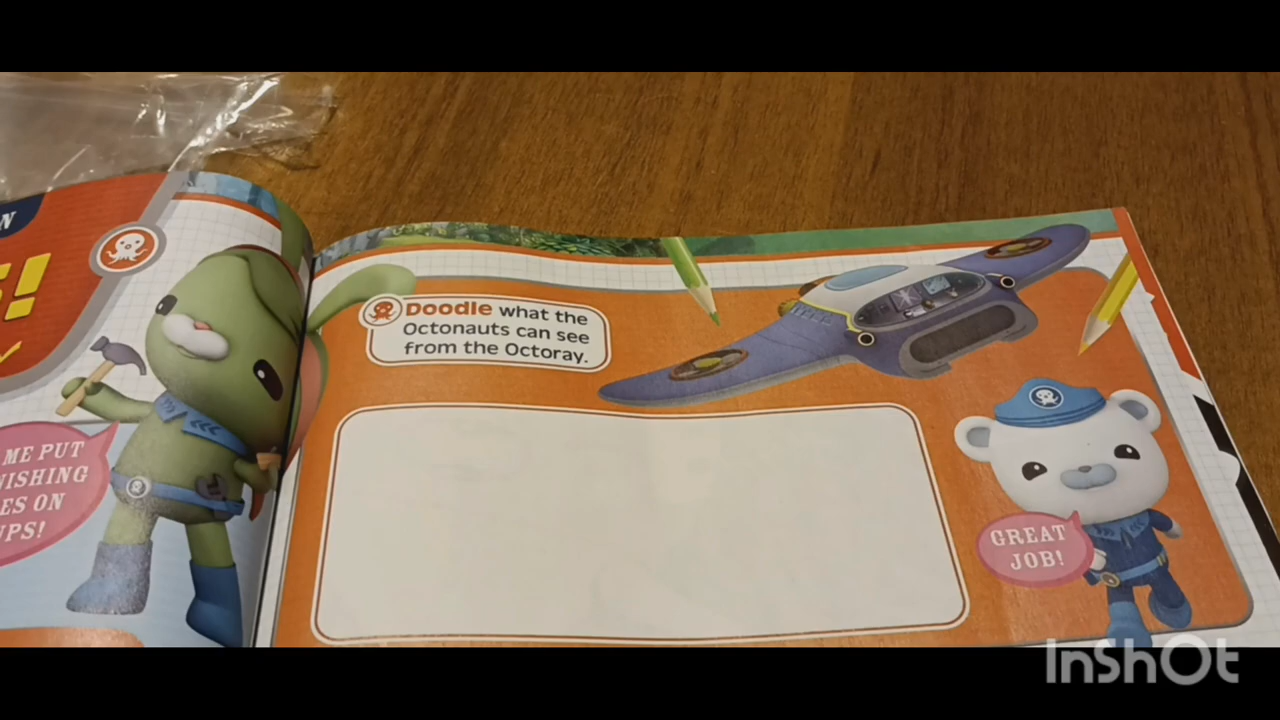 N
!
ME PUT
NISHING
ES ON
UPS!
Doodle what the
Octonauts can see
from the Octoray.
GREAT
JOB!
InShOt